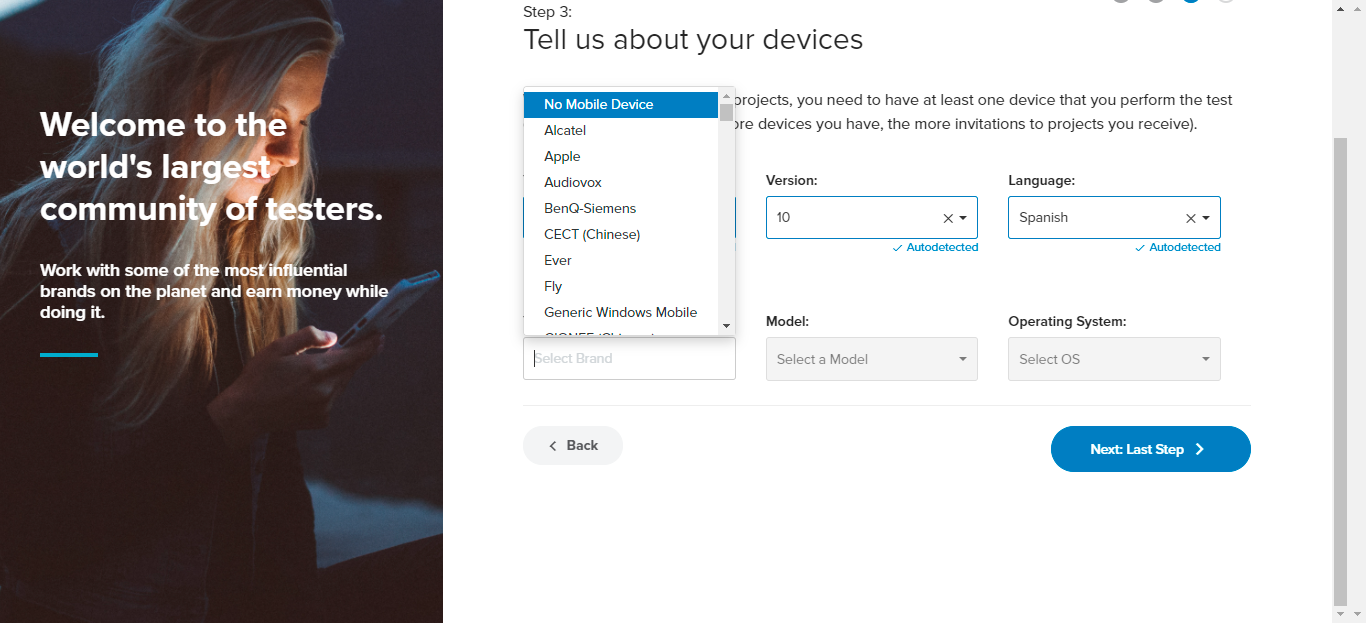 Welcome to the
world's largest
community of testers.
Work with some of the most influential
brands on the planet and earn money while
doing it.
Step 3:
Tell us about your devices
projects, you need to have at least one device that you perform the test
devices you have, the more invitations to projects you receive).
No Mobile Device
Alcatel
Apple
Audiovox
BenQ-Siemens
CECT (Chinese)
Ever
Fly
Generic Windows Mobile
Version:
10
Autodetected
Language:
Spanish
Autodetected
Select Brand
Model:
Select a Model
Operating System:
Select OS
Back
Next: Last Step